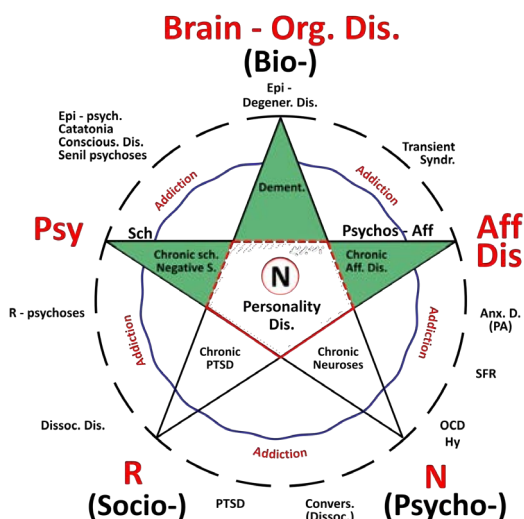 Brain - Org. Dis.
(Bio-)
Epi -
Degener. Dis.
Epi - psych.
Catatonia
Conscious. Dis.
Senil psychoses
Transient
Syndr.
Addiction
Addiction
Dement.
Psy
Sch
Psychos - Aff
Aff
Dis
Chronic sch.
Negative S.
Chronic
Aff. Dis.
N
Personality
Dis.
R - psychoses
Anx. D.
(PA)
Addiction
Addiction
Chronic
PTSD
Chronic
Neuroses
SFR
Dissoc. Dis.
OCD
Hy
Addiction
R
(Socio-)
N
(Psycho-)
PTSD
Convers.
(Dissoc.)